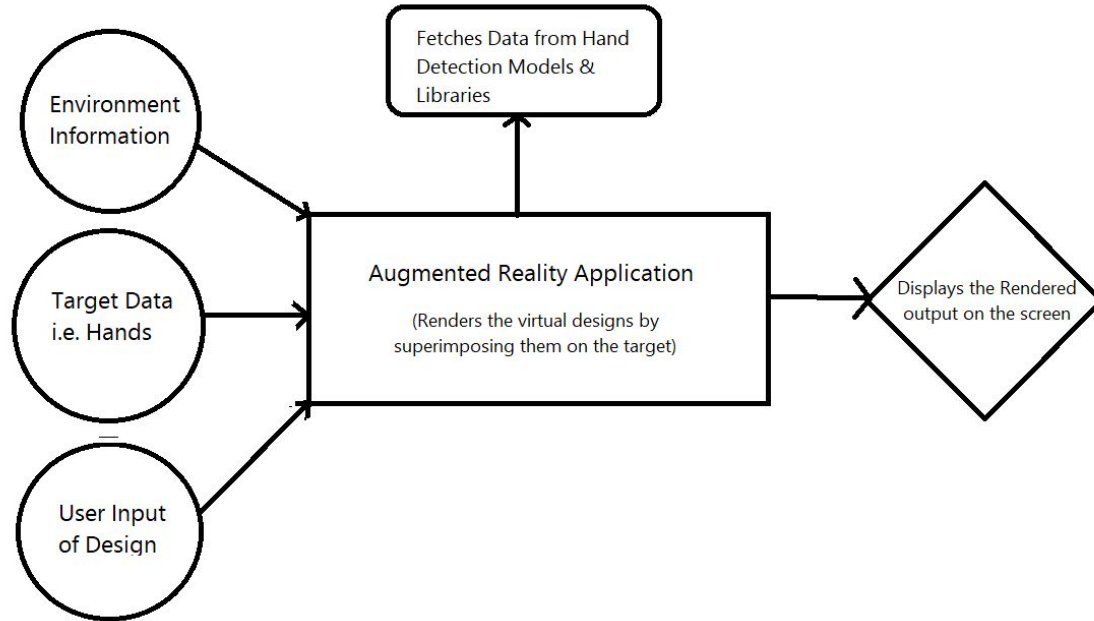 Fetches Data from Hand
Detection Models &
Libraries
Environment
Information
Target Data
i.e. Hands
User Input
of Design
Augmented Reality Application
(Renders the virtual designs by
superimposing them on the target)
Displays the Rendered
output on the screen